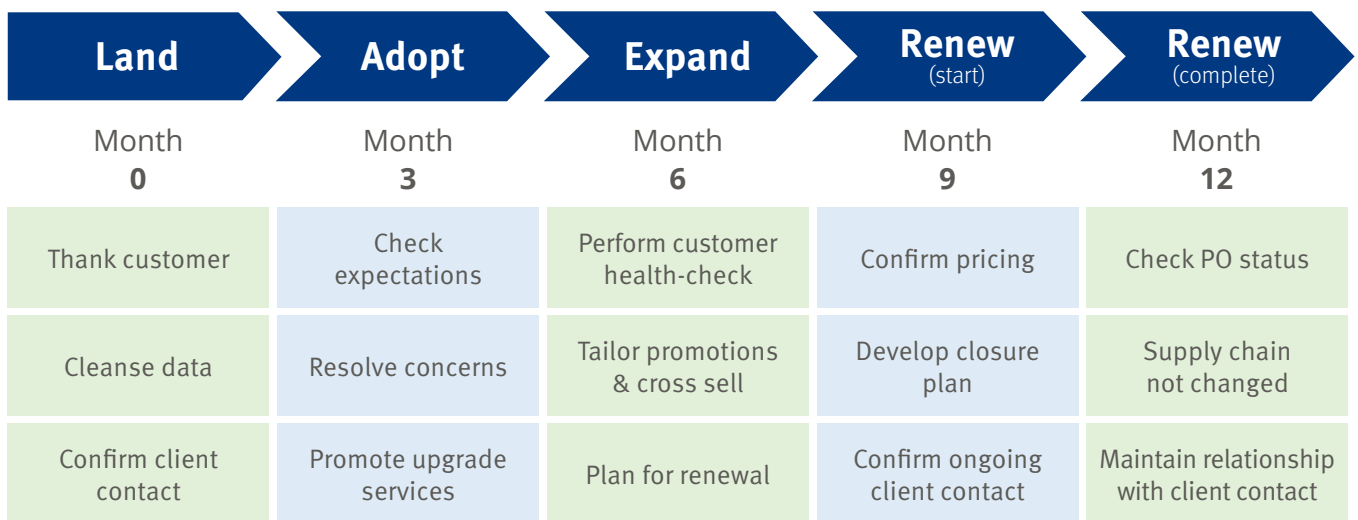 Land
Adopt
Expand
Renew
(start)
Renew
(complete)
Month
0
Month
3
Month
6
Month
9
Month
12
Thank customer
Check
expectations
Perform customer
health-check
Confirm pricing
Check PO status
Cleanse data
Resolve concerns
Tailor promotions
& cross sell
Develop closure
plan
Supply chain
not changed
Confirm client
contact
Promote upgrade
services
Plan for renewal
Confirm ongoing
client contact
Maintain relationship
with client contact